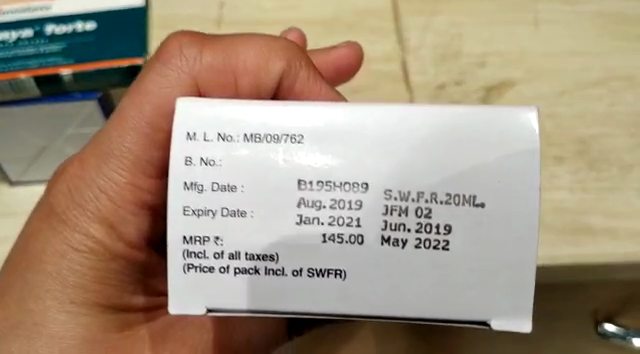 nya Forte
M. L. No.: MB/09/762
B. No.: B195H089 S.W.F.R.20ML.
Mfg. Date : Aug. 2019 JFM 02
Expiry Date : Jan. 2021 Jun. 2019
MRP ₹: 145.00 May 2022
(Incl. of all taxes)
(Price of pack Incl. of SWFR)